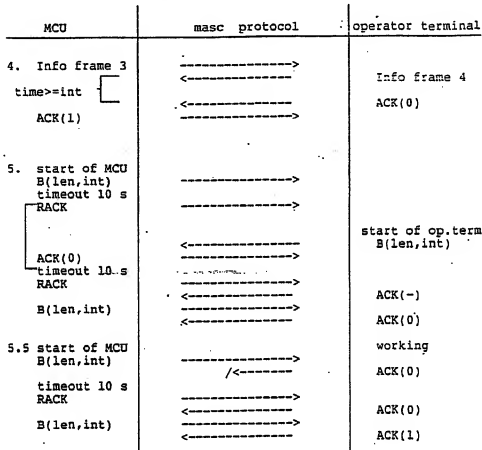 MCU masc protocol operator terminal
4. Info frame 3 -------------->
<-------------- Info frame 4
time>=int
<-------------- ACK(0)
ACK(1) -------------->
5. start of MCU
B(len,int) -------------->
timeout 10 s
RACK -------------->
start of op.term
<-------------- B(len,int)
ACK(0) -------------->
timeout 10 s
RACK -------------->
<-------------- ACK(-)
B(len,int) -------------->
<-------------- ACK(0)
5.5 start of MCU working
B(len,int) -------------->
/<------- ACK(0)
timeout 10 s
RACK -------------->
<-------------- ACK(0)
B(len,int) -------------->
<-------------- ACK(1)